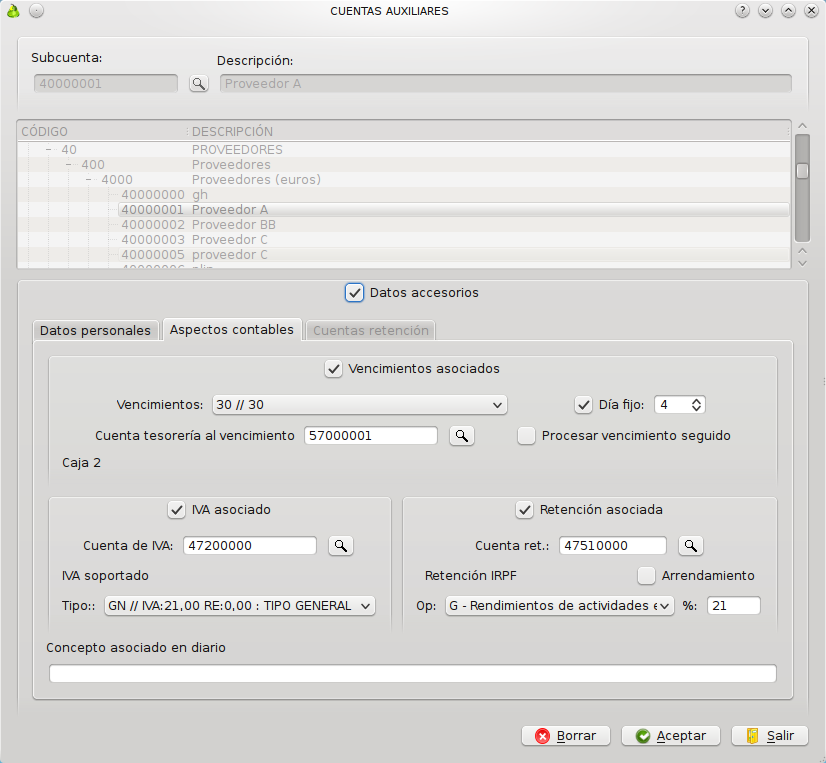 CUENTAS AUXILIARES
Subcuenta:
Descripción:
40000001
Proveedor A
CÓDIGO DESCRIPCIÓN
40 PROVEEDORES
400 Proveedores
4000 Proveedores (euros)
40000000 gh
40000001 Proveedor A
40000002 Proveedor BB
40000003 Proveedor C
40000005 proveedor C
Datos accesorios
Datos personales Aspectos contables Cuentas retención
Vencimientos asociados
Vencimientos: 30 // 30 Día fijo: 4
Cuenta tesorería al vencimiento 57000001 Procesar vencimiento seguido
Caja 2
IVA asociado
Cuenta de IVA: 47200000
IVA soportado
Tipo:: GN // IVA:21,00 RE:0,00 : TIPO GENERAL
Retención asociada
Cuenta ret.: 47510000
Retención IRPF Arrendamiento
Op: G - Rendimientos de actividades e %: 21
Concepto asociado en diario
Borrar Aceptar Salir